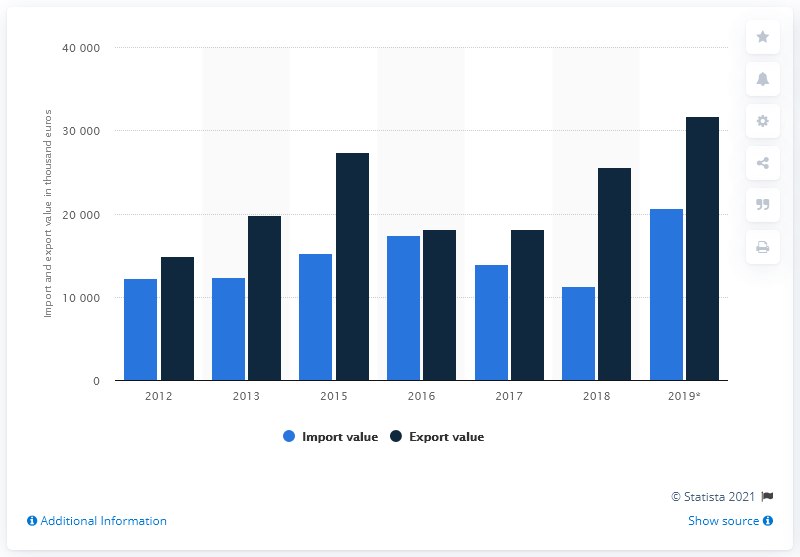 40 000
30 000
20 000
10 000
0
Import and export value in thousand euros
2012 2013 2015 2016 2017 2018 2019*
Import value Export value
© Statista 2021
Additional Information
Show source